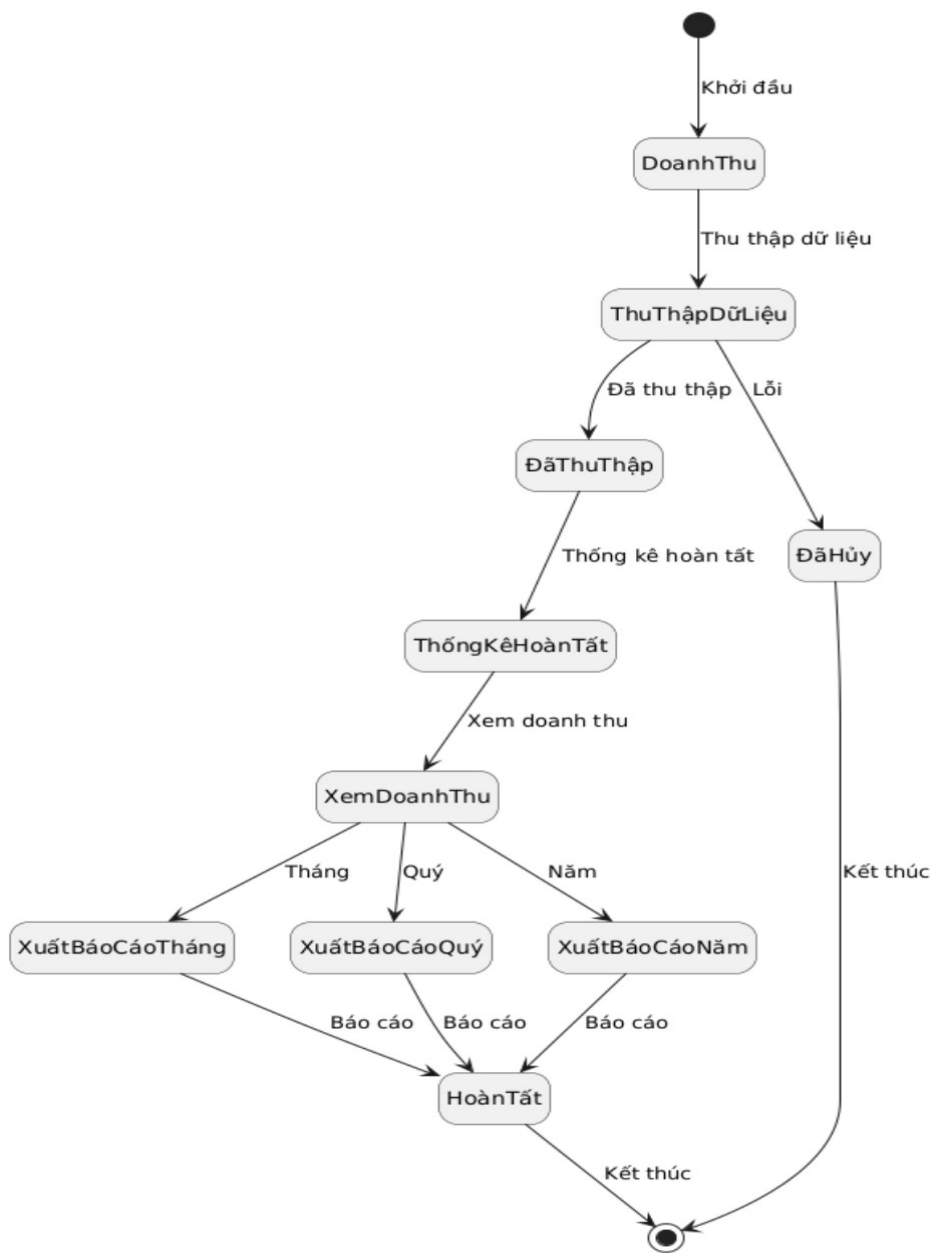 Khởi đầu
DoanhThu
Thu thập dữ liệu
ThuThậpDữLiệu
Đã thu thập
Lỗi
ĐãThuThập
Thống kê hoàn tất
ĐãHủy
ThốngKêHoànTất
Xem doanh thu
XemDoanhThu
Tháng
Quý
Năm
Kết thúc
XuấtBáoCáoTháng
XuấtBáoCáoQuý
XuấtBáoCáoNăm
Báo cáo
Báo cáo
Báo cáo
HoànTất
Kết thúc